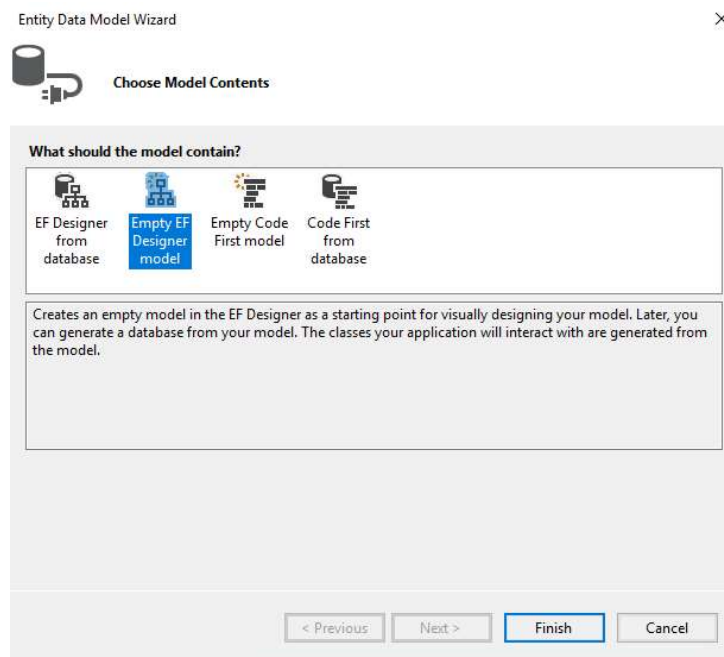 Entity Data Model Wizard
Choose Model Contents
What should the model contain?
EF Designer
from
database
Empty EF
Designer
model
Empty Code
First model
Code First
from
database
Creates an empty model in the EF Designer as a starting point for visually designing your model. Later, you
can generate a database from your model. The classes your application will interact with are generated from
the model.
< Previous
Next >
Finish
Cancel